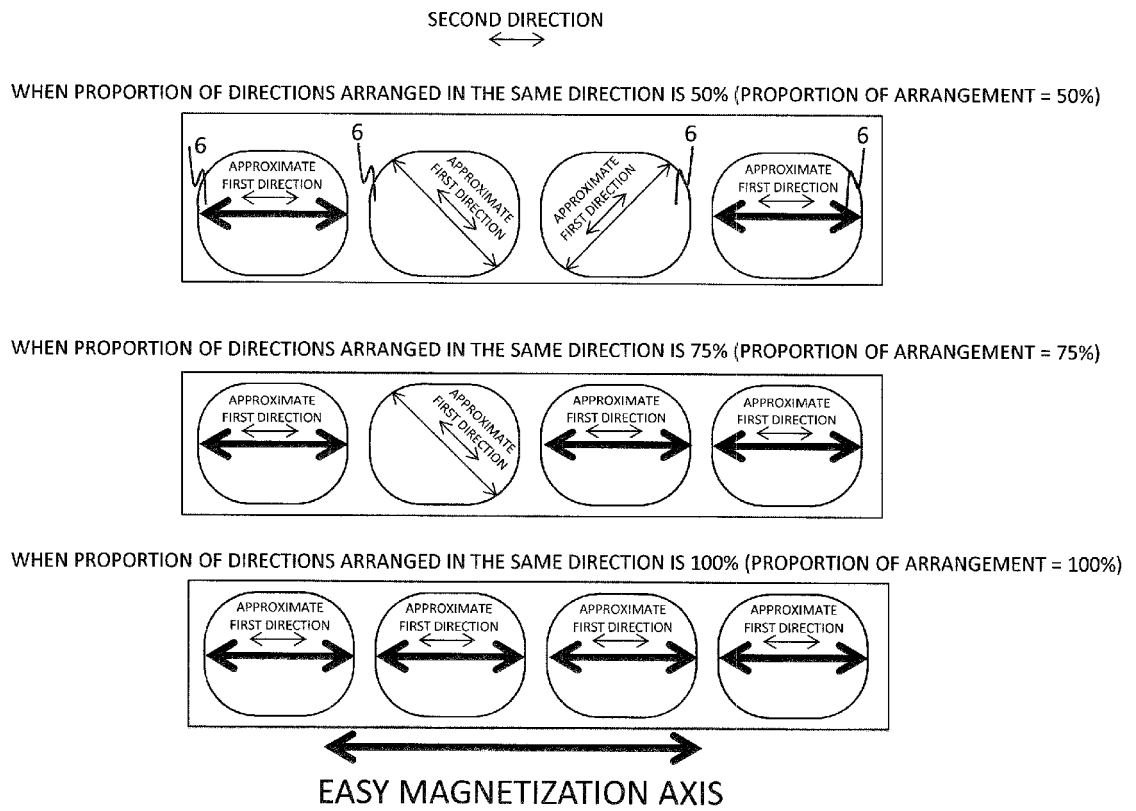 SECOND DIRECTION
WHEN PROPORTION OF DIRECTIONS ARRANGED IN THE SAME DIRECTION IS 50% (PROPORTION OF ARRANGEMENT = 50%)
6
6
6
6
APPROXIMATE
FIRST DIRECTION
APPROXIMATE
FIRST DIRECTION
APPROXIMATE
FIRST DIRECTION
APPROXIMATE
FIRST DIRECTION
WHEN PROPORTION OF DIRECTIONS ARRANGED IN THE SAME DIRECTION IS 75% (PROPORTION OF ARRANGEMENT = 75%)
APPROXIMATE
FIRST DIRECTION
APPROXIMATE
FIRST DIRECTION
APPROXIMATE
FIRST DIRECTION
APPROXIMATE
FIRST DIRECTION
WHEN PROPORTION OF DIRECTIONS ARRANGED IN THE SAME DIRECTION IS 100% (PROPORTION OF ARRANGEMENT = 100%)
APPROXIMATE
FIRST DIRECTION
APPROXIMATE
FIRST DIRECTION
APPROXIMATE
FIRST DIRECTION
APPROXIMATE
FIRST DIRECTION
EASY MAGNETIZATION AXIS